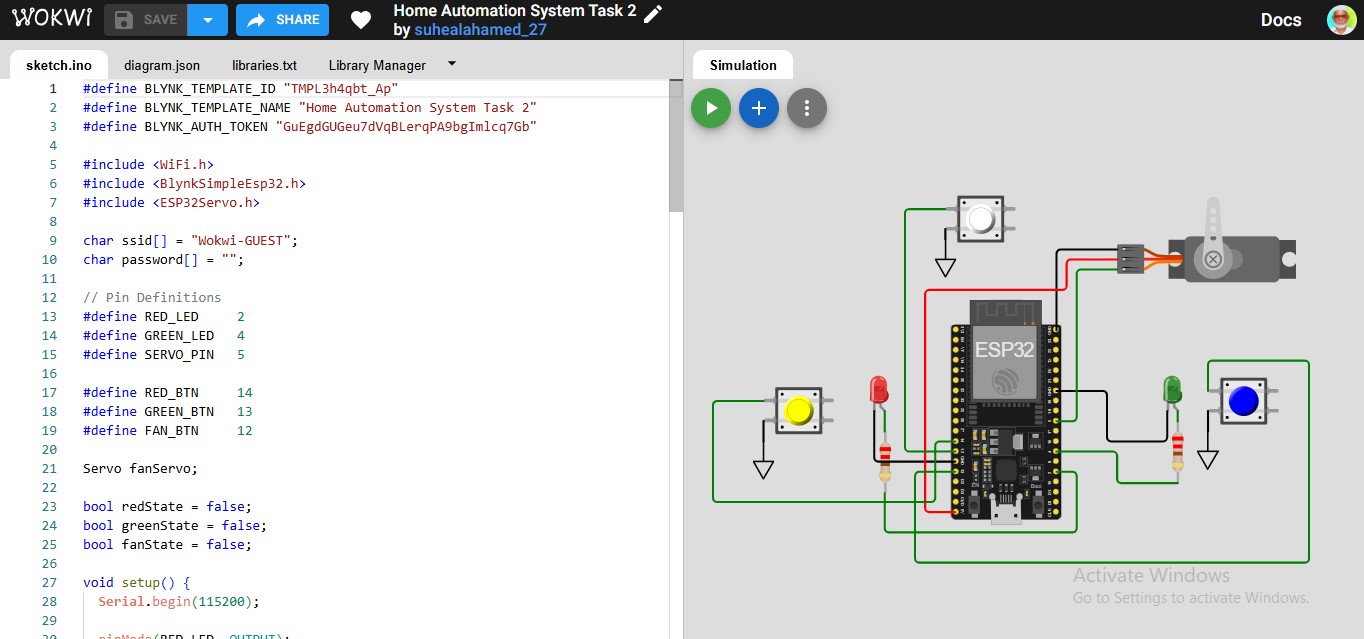 WOKWI
SAVE
SHARE
Home Automation System Task 2
by suhealahamed_27
Docs
sketch.ino
diagram.json
libraries.txt
Library Manager
Simulation
1 #define BLYNK_TEMPLATE_ID "TMPL3h4qbt_Ap"
2 #define BLYNK_TEMPLATE_NAME "Home Automation System Task 2"
3 #define BLYNK_AUTH_TOKEN "GuEgdGUGeu7dVqBLerqPA9bgImlcq7Gb"
4
5 #include <WiFi.h>
6 #include <BlynkSimpleEsp32.h>
7 #include <ESP32Servo.h>
8
9 char ssid[] = "Wokwi-GUEST";
10 char password[] = "";
11
12 // Pin Definitions
13 #define RED_LED     2
14 #define GREEN_LED   4
15 #define SERVO_PIN   5
16
17 #define RED_BTN     14
18 #define GREEN_BTN   13
19 #define FAN_BTN     12
20
21 Servo fanServo;
22
23 bool redState = false;
24 bool greenState = false;
25 bool fanState = false;
26
27 void setup() {
28   Serial.begin(115200);
29
30   pinMode(RED_LED, OUTPUT);
ESP32
Activate Windows
Go to Settings to activate Windows.